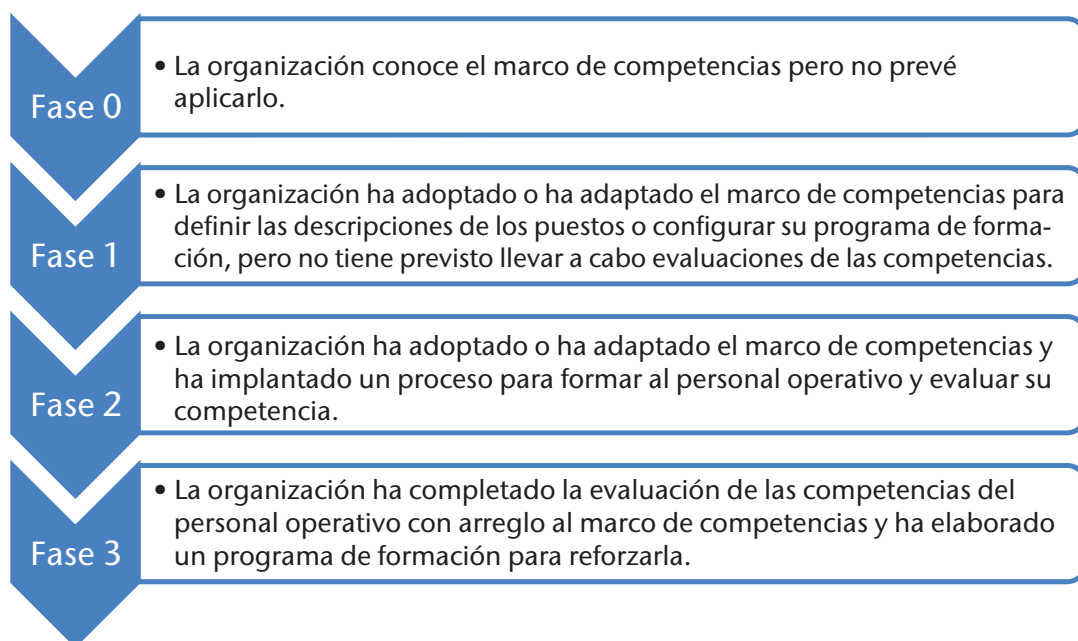 Fase 0
• La organización conoce el marco de competencias pero no prevé
aplicarlo.
Fase 1
• La organización ha adoptado o ha adaptado el marco de competencias para
definir las descripciones de los puestos o configurar su programa de forma-
ción, pero no tiene previsto llevar a cabo evaluaciones de las competencias.
Fase 2
• La organización ha adoptado o ha adaptado el marco de competencias y
ha implantado un proceso para formar al personal operativo y evaluar su
competencia.
Fase 3
• La organización ha completado la evaluación de las competencias del
personal operativo con arreglo al marco de competencias y ha elaborado
un programa de formación para reforzarla.